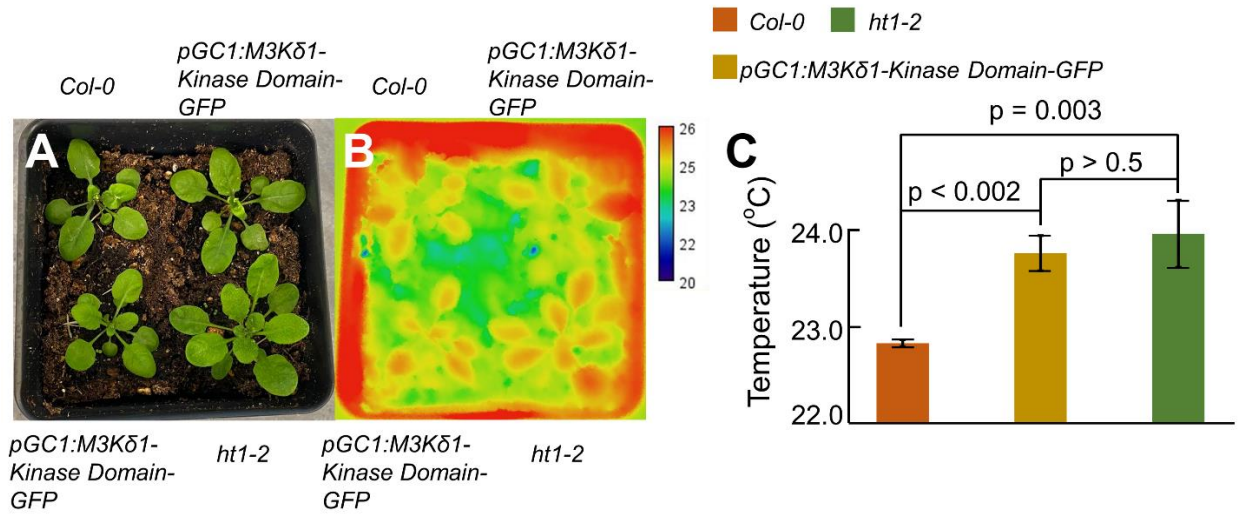 Col-0
ht1-2
pGC1:M3Kδ1-Kinase Domain-GFP
Col-0
pGC1:M3Kδ1-
Kinase Domain-
GFP
Col-0
pGC1:M3Kδ1-
Kinase Domain-
GFP
A
B
26
25
23
22
20
C
p = 0.003
p > 0.5
p < 0.002
Temperature (°C)
24.0
23.0
22.0
pGC1:M3Kδ1-
Kinase Domain-
GFP
ht1-2
pGC1:M3Kδ1-
Kinase Domain-
GFP
ht1-2